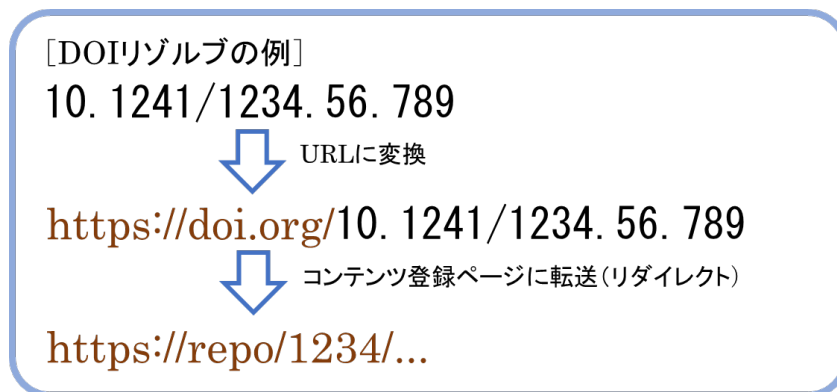 [DOIリゾルブの例]
10.1241/1234.56.789
URLに変換
https://doi.org/10.1241/1234.56.789
コンテンツ登録ページに転送(リダイレクト)
https://repo/1234/...